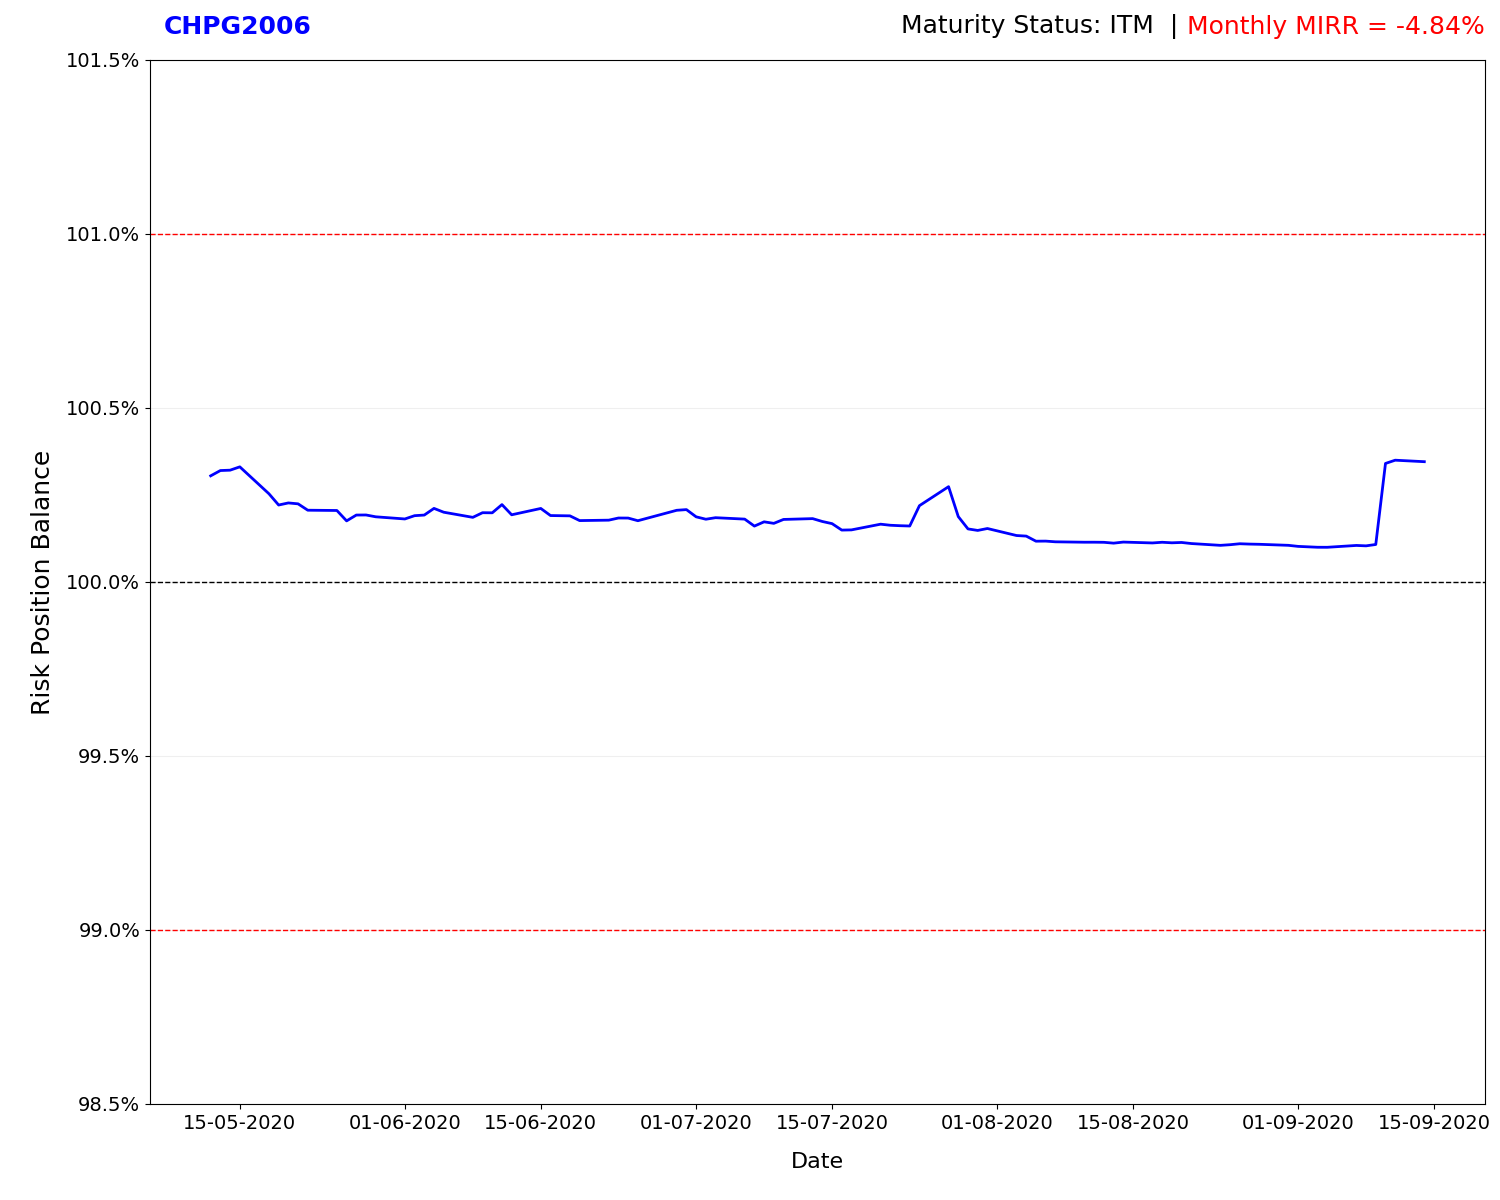 CHPG2006
Maturity Status: ITM | Monthly MIRR = -4.84%
101.5%
101.0%
100.5%
100.0%
99.5%
99.0%
98.5%
Risk Position Balance
15-05-2020 01-06-2020 15-06-2020 01-07-2020 15-07-2020 01-08-2020 15-08-2020 01-09-2020 15-09-2020
Date